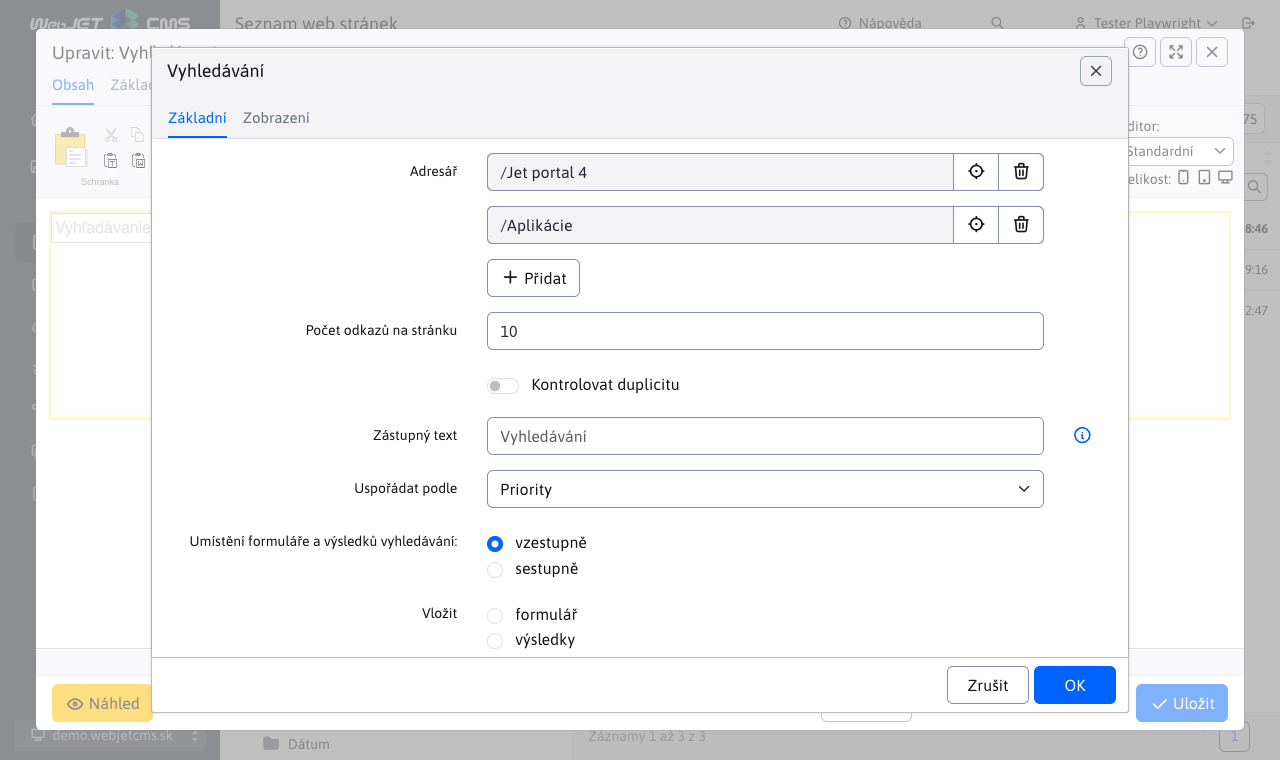 WebJET CMS
Seznam web stránek
Nápověda
Tester Playwright
Upravit: Vyhl
Vyhledávání
Obsah
Základní
Zobrazení
Schránka
ditor:
Standardní
elikost:
75
Adresář
/Jet portal 4
/Aplikácie
Přidat
Vyhľadávanie
8:46
9:16
2:47
Počet odkazů na stránku
10
Kontrolovat duplicitu
Zástupný text
Vyhledávání
Uspořádat podle
Priority
Umístění formuláře a výsledků vyhledávání:
vzestupně
sestupně
Vložit
formulář
výsledky
Zrušit
OK
Náhled
Uložit
demo.webjetcms.sk
Dátum
Záznamy 1 až 3 z 3
1